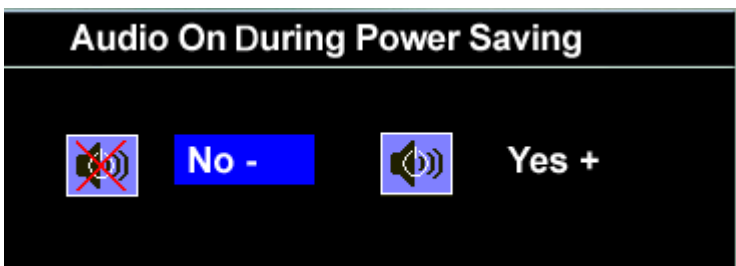 Audio On During Power Saving
No - Yes +